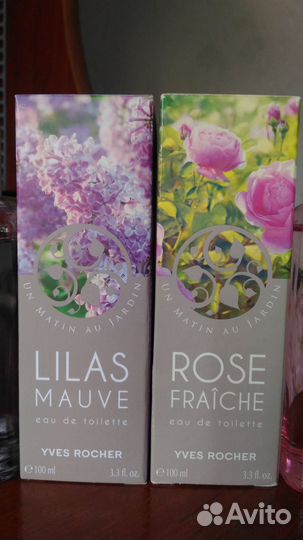 UN MATIN AU JARDIN
LILAS
MAUVE
eau de toilette
YVES ROCHER
℮100 ml 3.3 fl. oz.
UN MATIN AU JARDIN
ROSE
FRAÎCHE
eau de toilette
YVES ROCHER
℮100 ml 3.3 fl. oz.
Avito